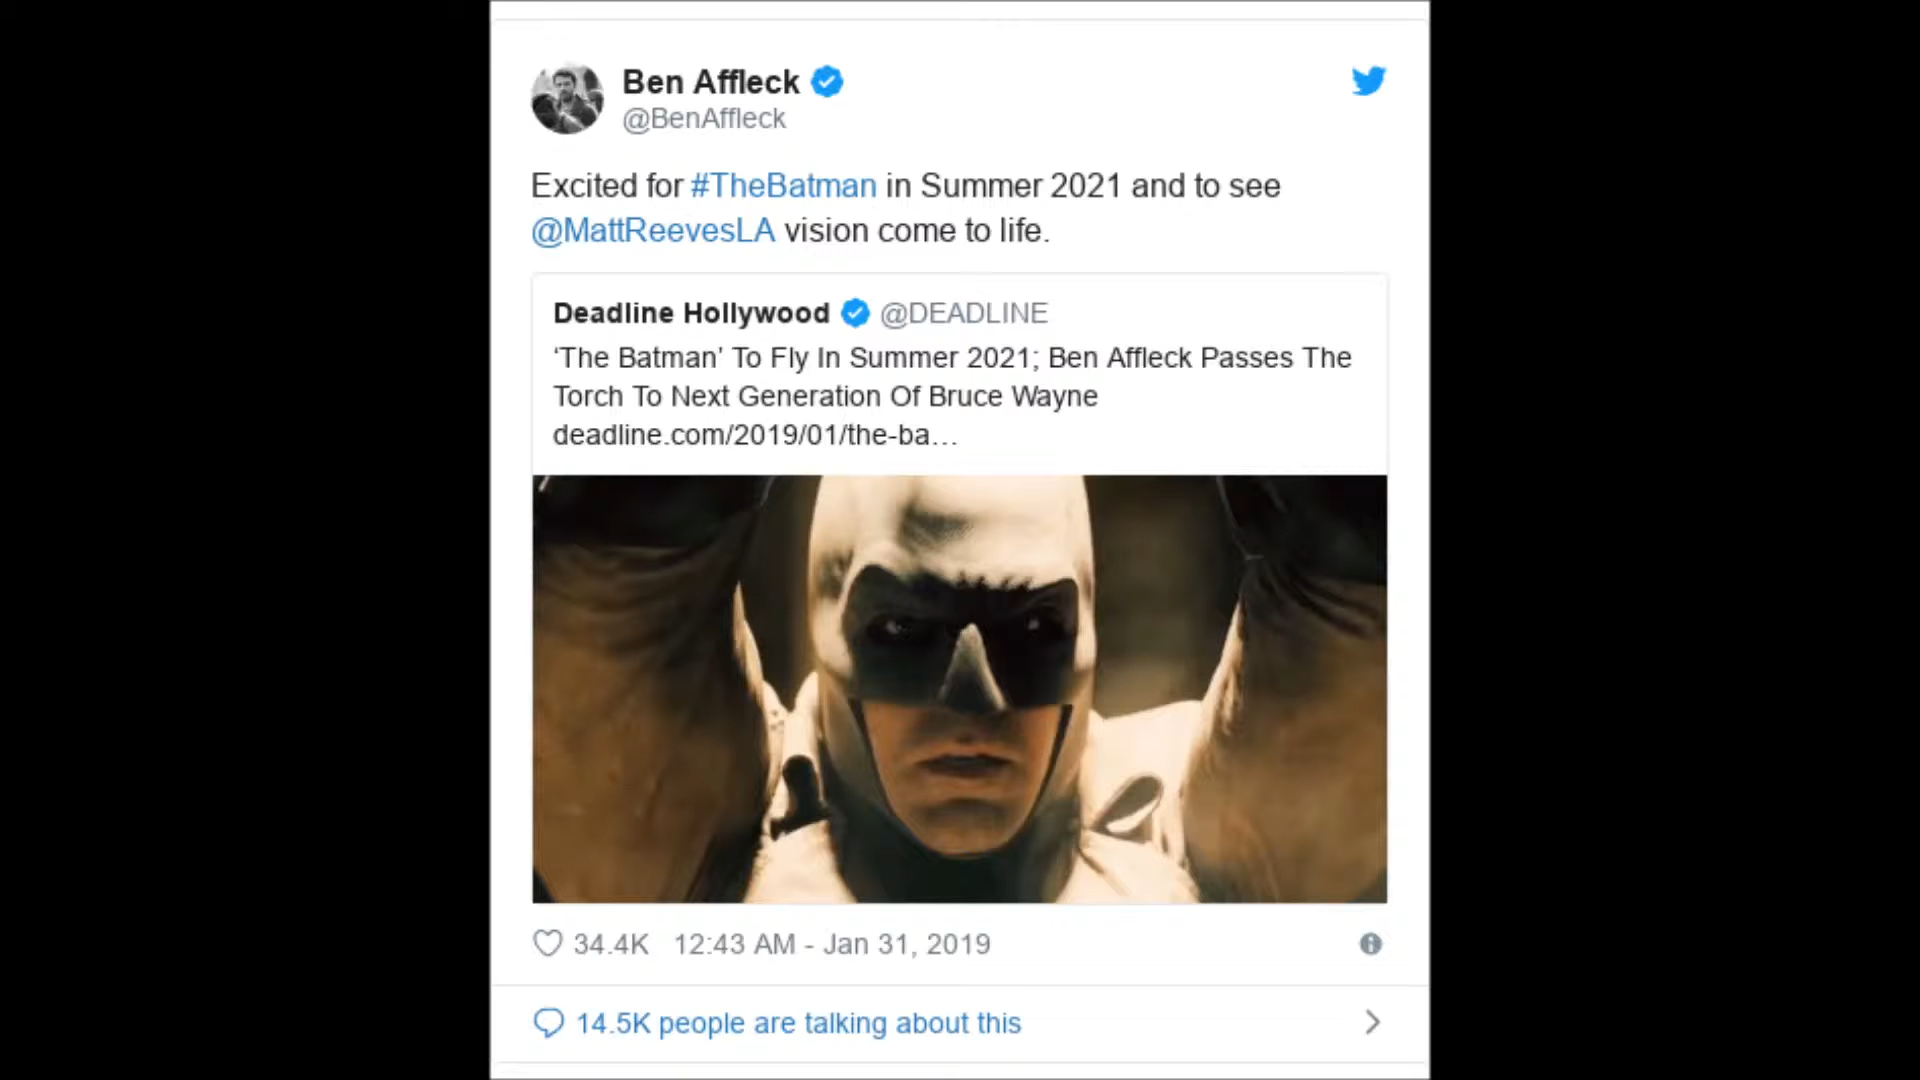 Ben Affleck
@BenAffleck
Excited for #TheBatman in Summer 2021 and to see
@MattReevesLA vision come to life.
Deadline Hollywood @DEADLINE
‘The Batman’ To Fly In Summer 2021; Ben Affleck Passes The
Torch To Next Generation Of Bruce Wayne
deadline.com/2019/01/the-ba…
34.4K 12:43 AM - Jan 31, 2019
14.5K people are talking about this